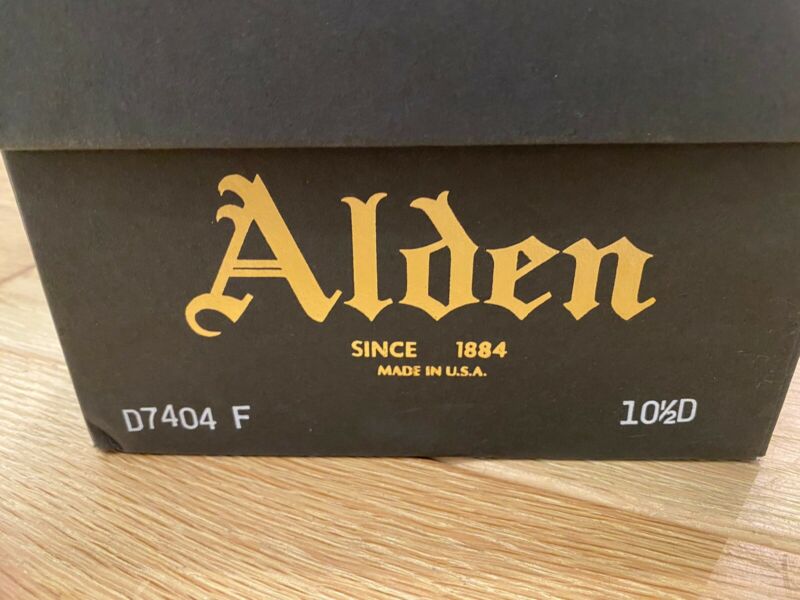 Alden
SINCE 1884
MADE IN U.S.A.
D7404 F 10½D